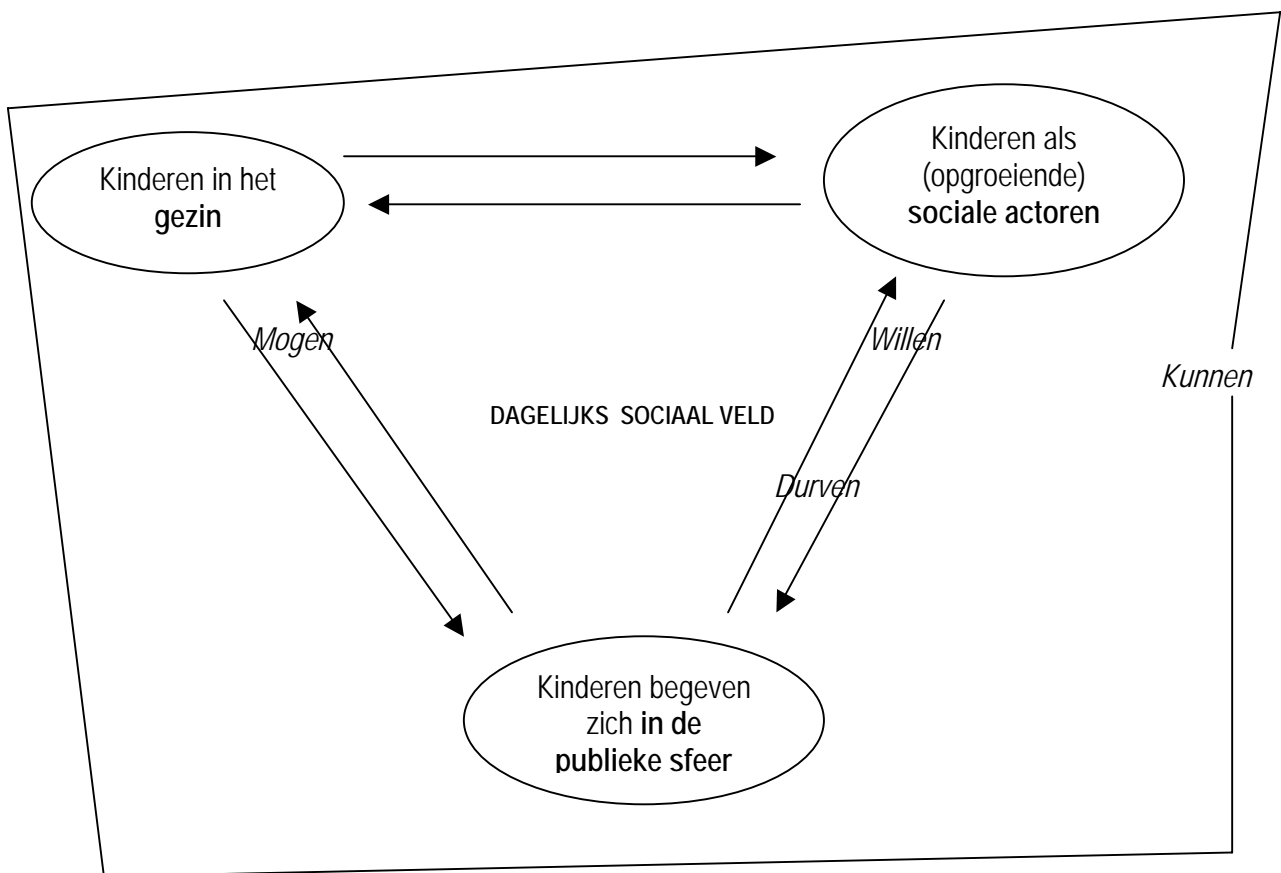 Kinderen in het
gezin
Kinderen als
(opgroeiende)
sociale actoren
Mogen
Willen
Kunnen
DAGELIJKS SOCIAAL VELD
Durven
Kinderen begeven
zich in de
publieke sfeer